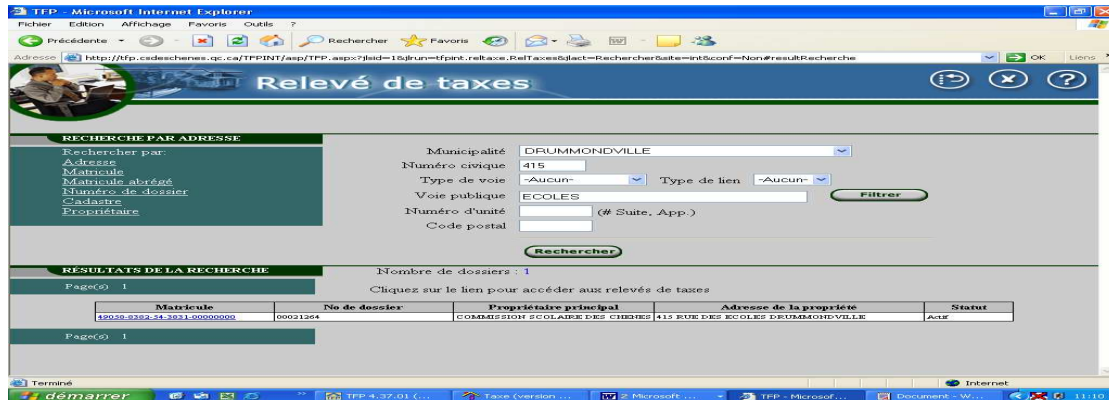 TFP - Microsoft Internet Explorer
Fichier Edition Affichage Favoris Outils ?
Précédente Rechercher Favoris
Adresse http://tfp.csdeschenes.qc.ca/TFPINT/asp/TFP.aspx?jlsid=1&jlrun=tfpint.reltaxe.RelTaxes&jlact=Rechercher&site=int&conf=Non#resultRecherche OK Liens »
Relevé de taxes
RECHERCHE PAR ADRESSE
Rechercher par:
Adresse
Matricule
Matricule abrégé
Numéro de dossier
Cadastre
Propriétaire
Municipalité DRUMMONDVILLE
Numéro civique 415
Type de voie -Aucun- Type de lien -Aucun-
Voie publique ECOLES Filtrer
Numéro d'unité (# Suite, App.)
Code postal
Rechercher
RÉSULTATS DE LA RECHERCHE Nombre de dossiers : 1
Page(s) 1 Cliquez sur le lien pour accéder aux relevés de taxes
Matricule No de dossier Propriétaire principal Adresse de la propriété Statut
49058-8382-54-3031-00000000 00021264 COMMISSION SCOLAIRE DES CHENES 415 RUE DES ECOLES DRUMMONDVILLE Actif
Page(s) 1
Terminé Internet
démarrer » TFP 4.37.01 (... Taxe (version ... 2 Microsoft ... TFP - Microsof... Document - W... 11:10